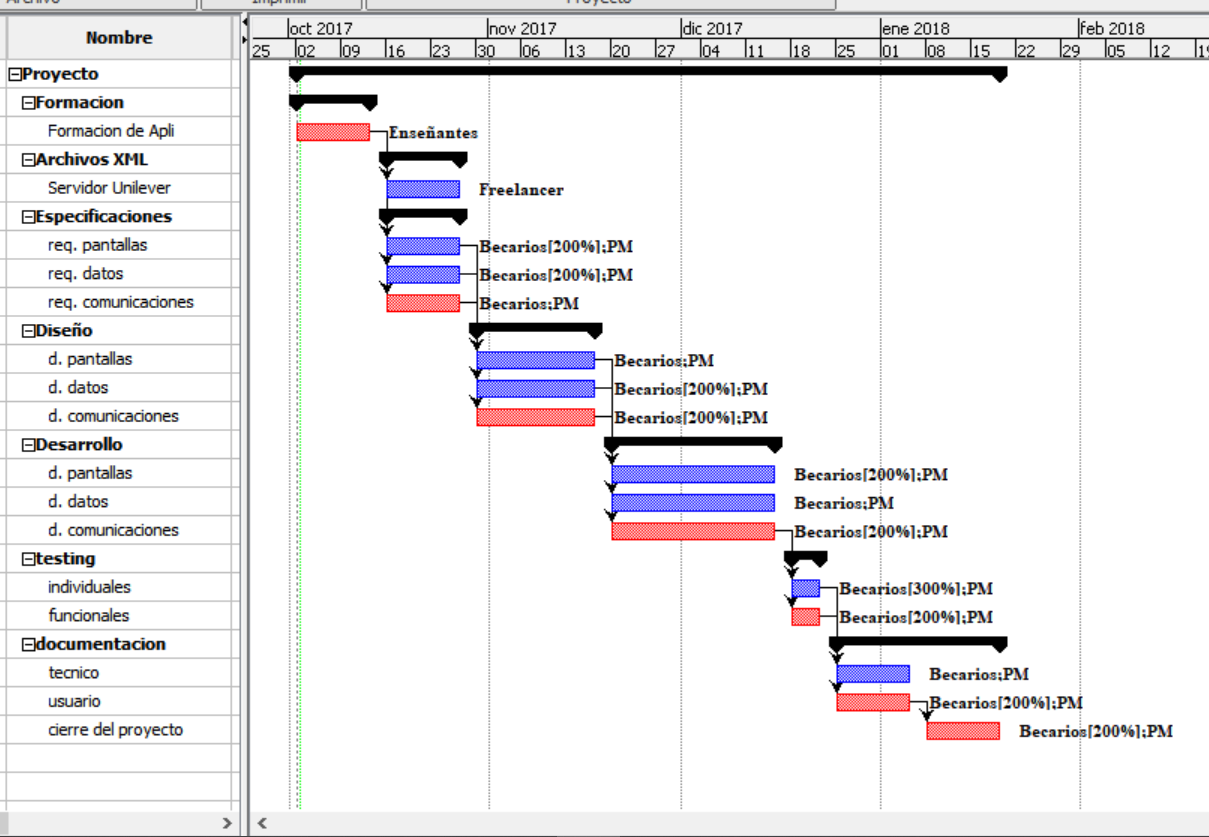 Archivo Imprimir Proyecto
Nombre
oct 2017 nov 2017 dic 2017 ene 2018 feb 2018
25 02 09 16 23 30 06 13 20 27 04 11 18 25 01 08 15 22 29 05 12 19
Proyecto
Formacion
Formacion de Apli Enseñantes
Archivos XML
Servidor Unilever Freelancer
Especificaciones
req. pantallas Becarios[200%];PM
req. datos Becarios[200%];PM
req. comunicaciones Becarios;PM
Diseño
d. pantallas Becarios;PM
d. datos Becarios[200%];PM
d. comunicaciones Becarios[200%];PM
Desarrollo
d. pantallas Becarios[200%];PM
d. datos Becarios;PM
d. comunicaciones Becarios[200%];PM
testing
individuales Becarios[300%];PM
funcionales Becarios[200%];PM
documentacion
tecnico Becarios;PM
usuario Becarios[200%];PM
cierre del proyecto Becarios[200%];PM